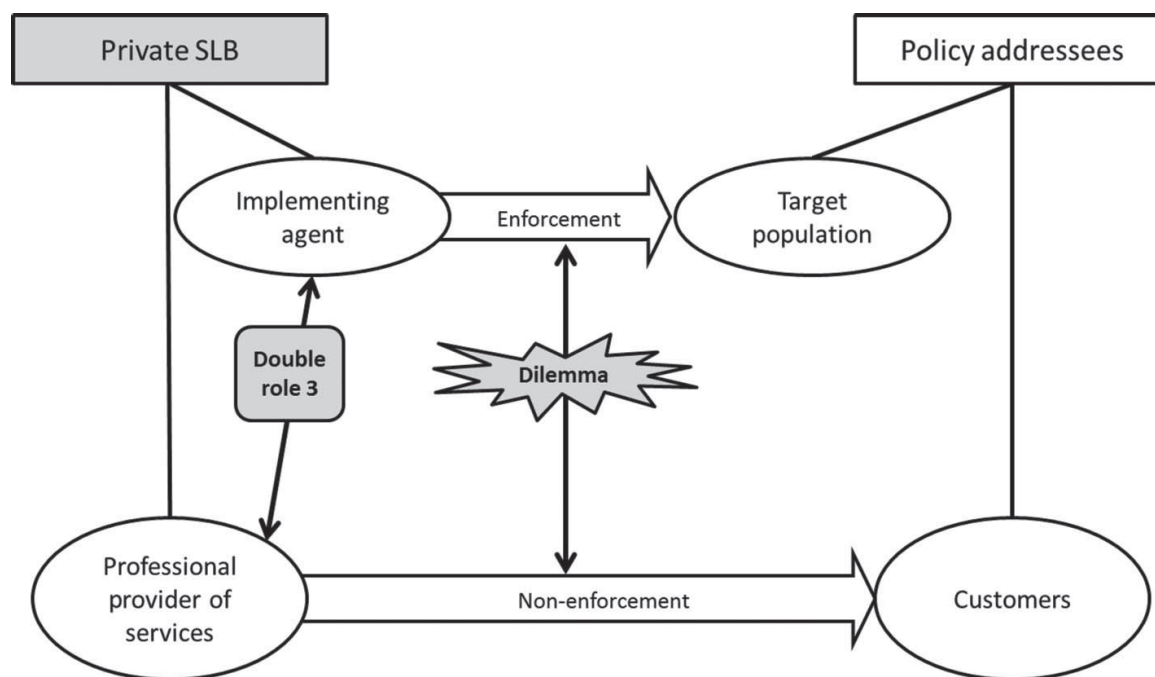 Private SLB
Policy addressees
Implementing
agent
Enforcement
Target
population
Double
role 3
Dilemma
Professional
provider of
services
Non-enforcement
Customers